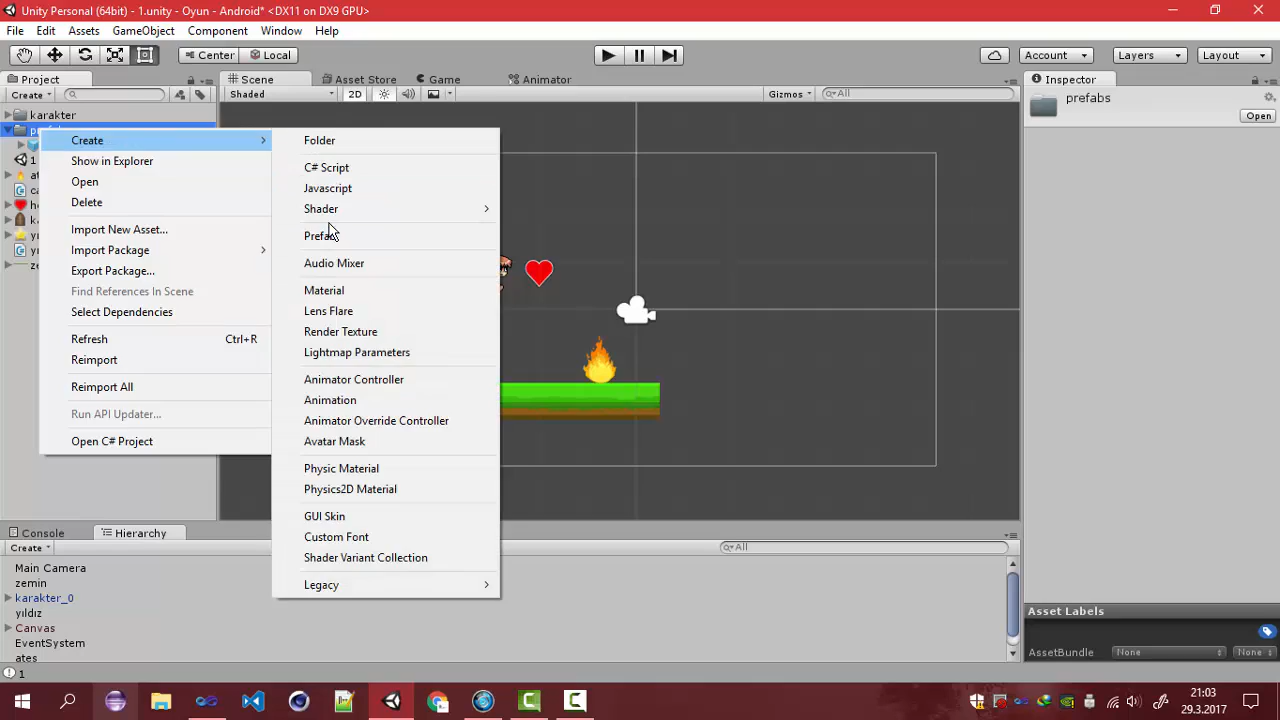 Unity Personal (64bit) - 1.unity - Oyun - Android* <DX11 on DX9 GPU>
File Edit Assets GameObject Component Window Help
Center Local Account Layers Layout
Project Scene Asset Store Game Animator Inspector
Create Shaded 2D Gizmos All
prefabs
Open
karakter
Create
Show in Explorer
Open
Delete
Import New Asset...
Import Package
Export Package...
Find References In Scene
Select Dependencies
Refresh Ctrl+R
Reimport
Reimport All
Run API Updater...
Open C# Project
Folder
C# Script
Javascript
Shader
Prefab
Audio Mixer
Material
Lens Flare
Render Texture
Lightmap Parameters
Animator Controller
Animation
Animator Override Controller
Avatar Mask
Physic Material
Physics2D Material
GUI Skin
Custom Font
Shader Variant Collection
Legacy
1
Console Hierarchy
Create All
Main Camera
zemin
karakter_0
yıldız
Canvas
EventSystem
ates
Asset Labels
AssetBundle None None
1
21:03
29.3.2017